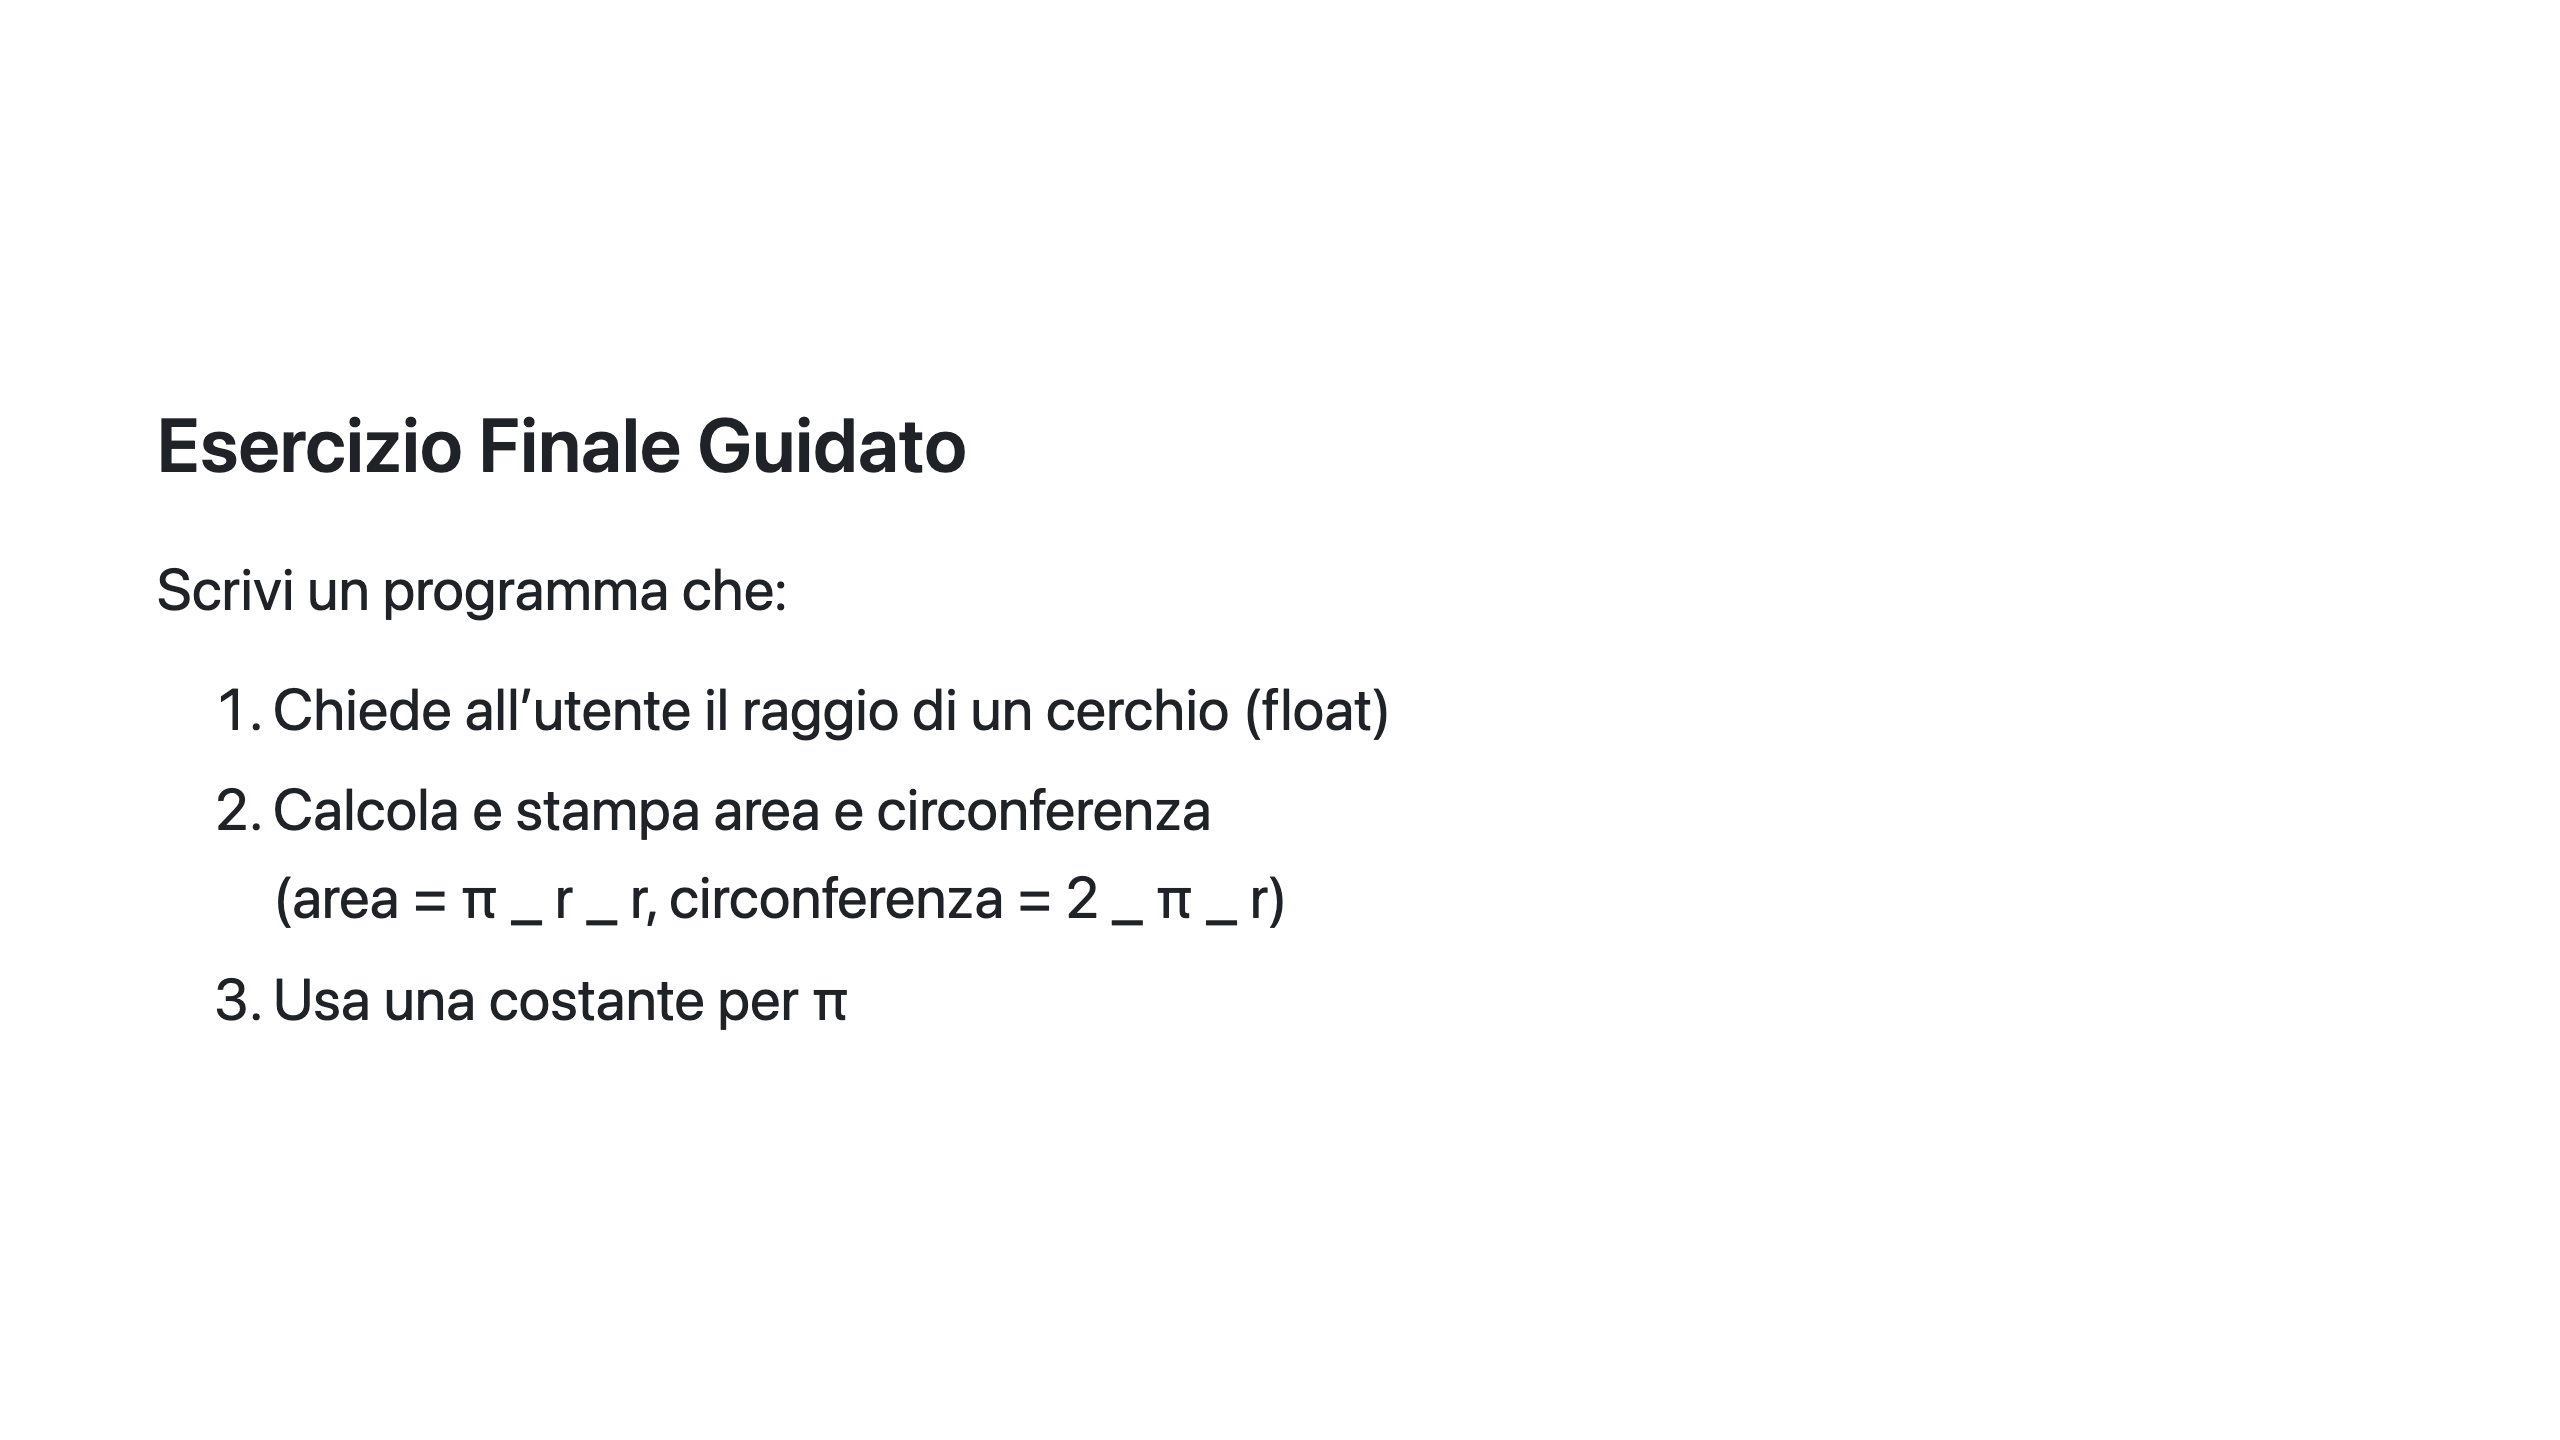 Esercizio Finale Guidato
Scrivi un programma che:
1. Chiede all’utente il raggio di un cerchio (float)
2. Calcola e stampa area e circonferenza
(area = π _ r _ r, circonferenza = 2 _ π _ r)
3. Usa una costante per π